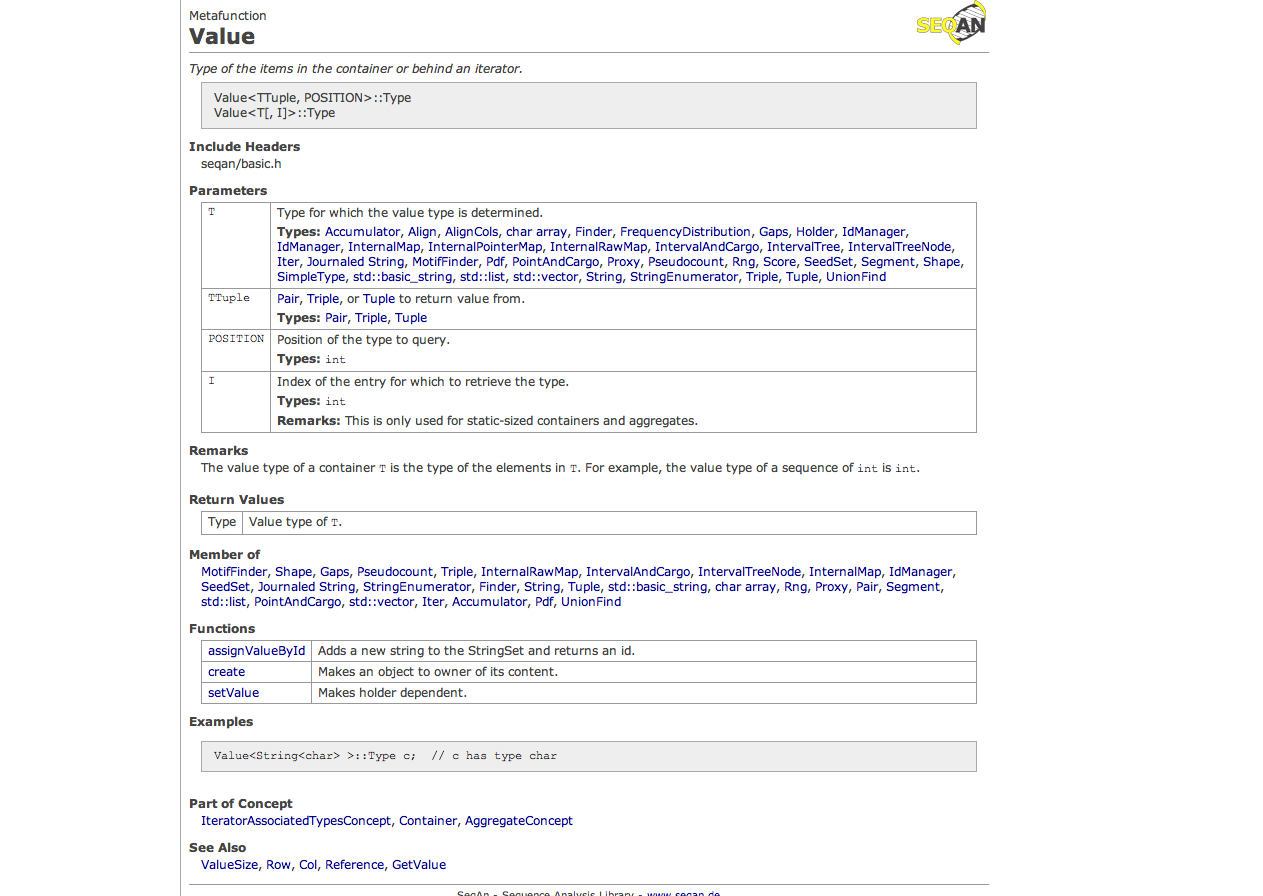 Metafunction
SEQAN
Value
Type of the items in the container or behind an iterator.
Value<TTuple, POSITION>::Type
Value<T[, I]>::Type
Include Headers
seqan/basic.h
Parameters
T Type for which the value type is determined.
Types: Accumulator, Align, AlignCols, char array, Finder, FrequencyDistribution, Gaps, Holder, IdManager,
IdManager, InternalMap, InternalPointerMap, InternalRawMap, IntervalAndCargo, IntervalTree, IntervalTreeNode,
Iter, Journaled String, MotifFinder, Pdf, PointAndCargo, Proxy, Pseudocount, Rng, Score, SeedSet, Segment, Shape,
SimpleType, std::basic_string, std::list, std::vector, String, StringEnumerator, Triple, Tuple, UnionFind
TTuple Pair, Triple, or Tuple to return value from.
Types: Pair, Triple, Tuple
POSITION Position of the type to query.
Types: int
I Index of the entry for which to retrieve the type.
Types: int
Remarks: This is only used for static-sized containers and aggregates.
Remarks
The value type of a container T is the type of the elements in T. For example, the value type of a sequence of int is int.
Return Values
Type Value type of T.
Member of
MotifFinder, Shape, Gaps, Pseudocount, Triple, InternalRawMap, IntervalAndCargo, IntervalTreeNode, InternalMap, IdManager,
SeedSet, Journaled String, StringEnumerator, Finder, String, Tuple, std::basic_string, char array, Rng, Proxy, Pair, Segment,
std::list, PointAndCargo, std::vector, Iter, Accumulator, Pdf, UnionFind
Functions
assignValueById Adds a new string to the StringSet and returns an id.
create Makes an object to owner of its content.
setValue Makes holder dependent.
Examples
Value<String<char> >::Type c;  // c has type char
Part of Concept
IteratorAssociatedTypesConcept, Container, AggregateConcept
See Also
ValueSize, Row, Col, Reference, GetValue
SeqAn - Sequence Analysis Library - www.seqan.de